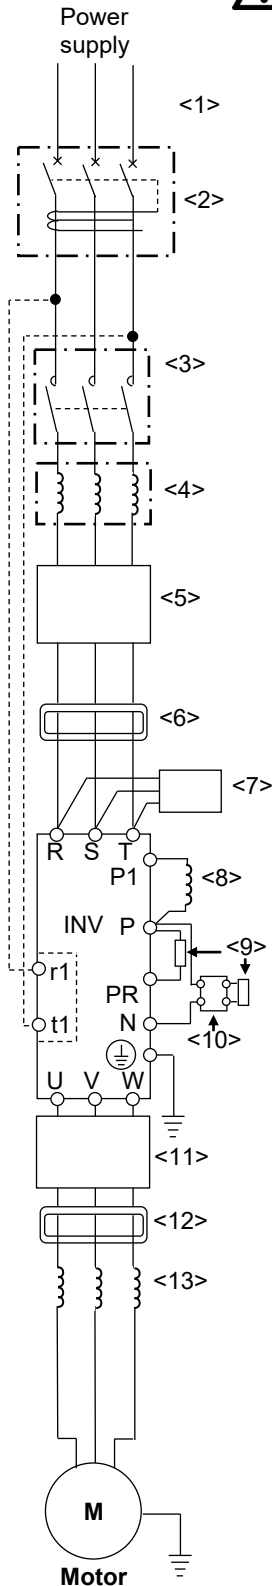 Power
supply
<1>
<2>
<3>
<4>
<5>
<6>
<7>
R S T
P1
<8>
INV P
<9>
r1
PR
t1
N
<10>
U V W
<11>
<12>
<13>
M
Motor